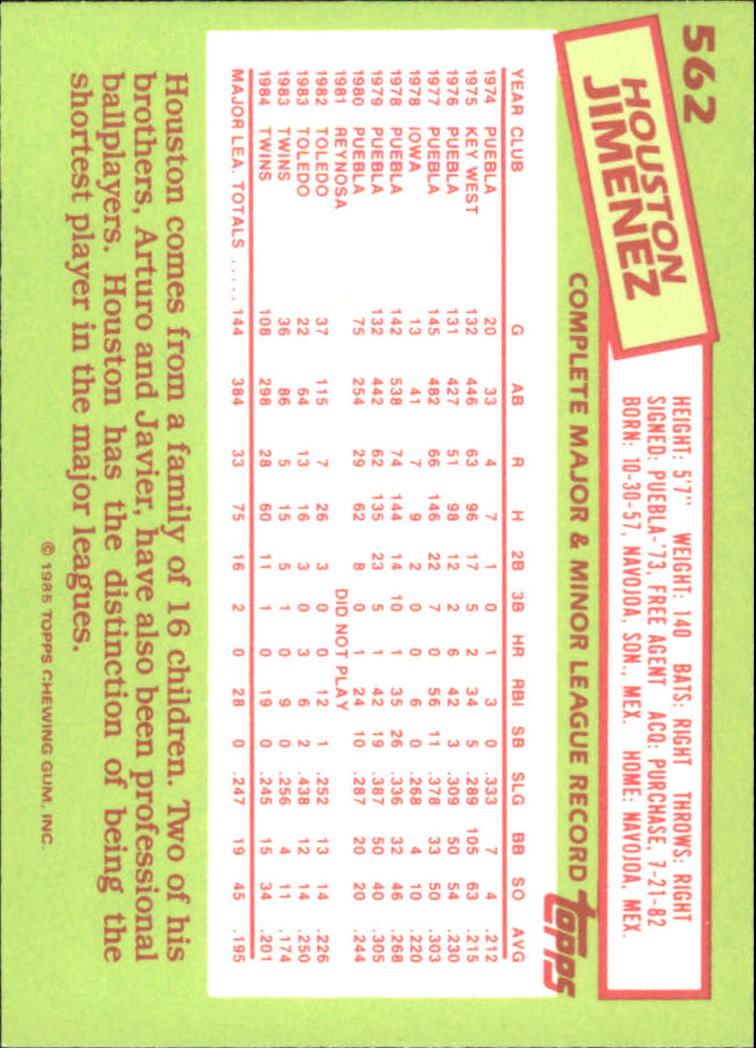 562
HOUSTON
JIMENEZ
HEIGHT: 5'7" WEIGHT: 140 BATS: RIGHT THROWS: RIGHT
SIGNED: PUEBLA-'73, FREE AGENT ACQ: PURCHASE, 7-21-82
BORN: 10-30-57, NAVOJOA, SON., MEX. HOME: NAVOJOA, MEX.
COMPLETE MAJOR & MINOR LEAGUE RECORD topps
YEAR CLUB G AB R H 2B 3B HR RBI SB SLG BB SO AVG
1974 PUEBLA 20 33 4 7 1 0 1 3 0 .333 7 4 .212
1975 KEY WEST 132 446 63 96 17 5 2 34 5 .289 105 63 .215
1976 PUEBLA 131 427 51 98 12 2 6 42 3 .309 50 54 .230
1977 PUEBLA 145 482 66 146 22 7 0 56 11 .378 33 50 .303
1978 IOWA 13 41 7 9 2 0 0 6 0 .268 4 10 .220
1978 PUEBLA 142 538 74 144 14 10 1 35 26 .336 32 46 .268
1979 PUEBLA 132 442 62 135 23 5 1 42 19 .387 50 40 .305
1980 PUEBLA 75 254 29 62 8 0 1 24 10 .287 20 20 .244
1981 REYNOSA DID NOT PLAY
1982 TOLEDO 37 115 7 26 3 0 0 12 1 .252 13 14 .226
1983 TOLEDO 22 64 13 16 3 0 3 6 2 .438 12 14 .250
1983 TWINS 36 86 5 15 5 1 0 9 0 .256 4 11 .174
1984 TWINS 108 298 28 60 11 1 0 19 0 .245 15 34 .201
MAJOR LEA. TOTALS ..... 144 384 33 75 16 2 0 28 0 .247 19 45 .195
Houston comes from a family of 16 children. Two of his
brothers, Arturo and Javier, have also been professional
ballplayers. Houston has the distinction of being the
shortest player in the major leagues.
© 1985 TOPPS CHEWING GUM, INC.